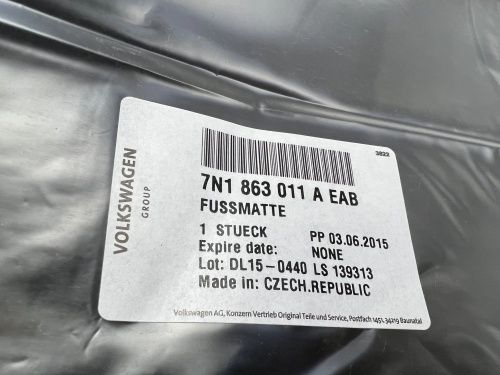 3822
VOLKSWAGEN
GROUP
7N1 863 011 A EAB
FUSSMATTE
1 STUECK PP 03.06.2015
Expire date: NONE
Lot: DL15-0440 LS 139313
Made in: CZECH.REPUBLIC
Volkswagen AG, Konzern Vertrieb Original Teile und Service, Postfach 1451, 34219 Baunatal